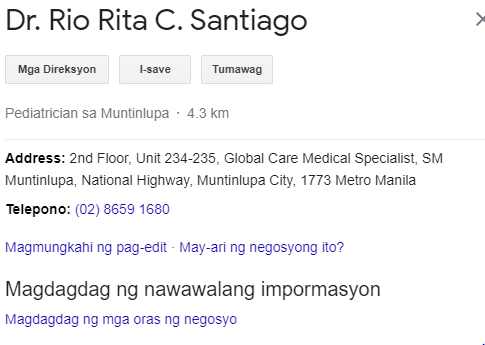 Dr. Rio Rita C. Santiago
Mga Direksyon
I-save
Tumawag
Pediatrician sa Muntinlupa · 4.3 km
Address: 2nd Floor, Unit 234-235, Global Care Medical Specialist, SM
Muntinlupa, National Highway, Muntinlupa City, 1773 Metro Manila
Telepono: (02) 8659 1680
Magmungkahi ng pag-edit · May-ari ng negosyong ito?
Magdagdag ng nawawalang impormasyon
Magdagdag ng mga oras ng negosyo